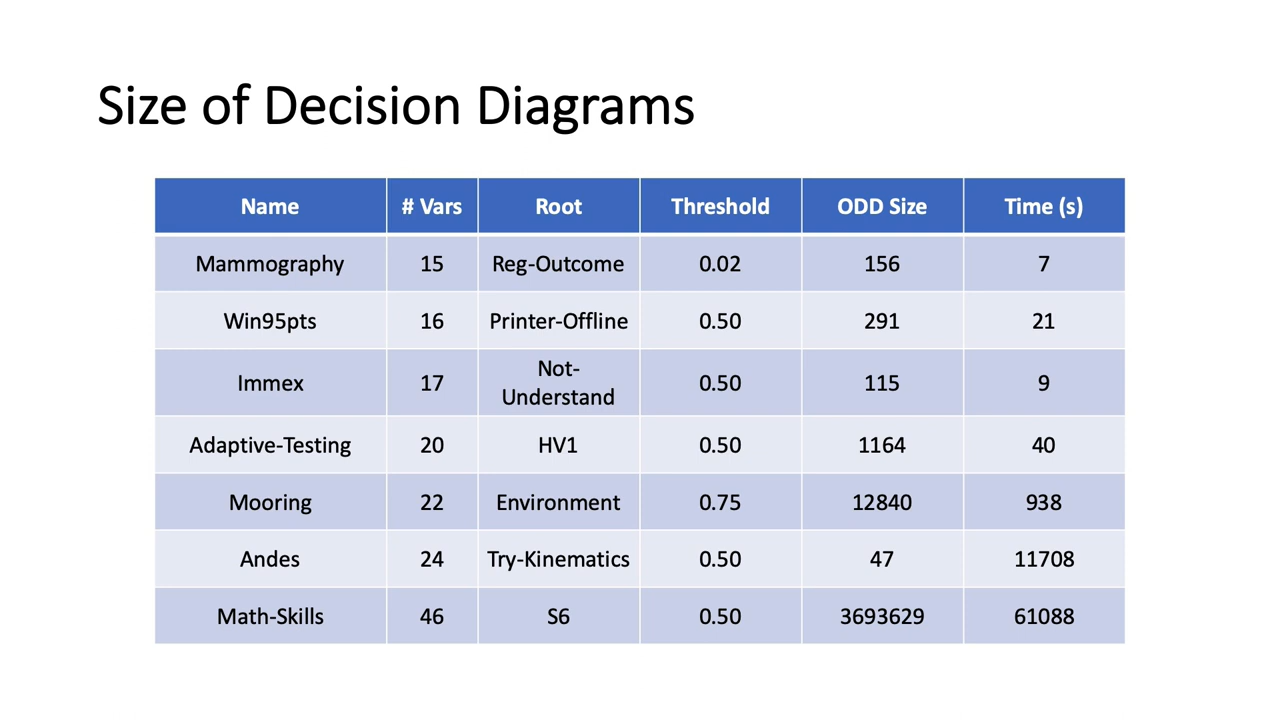 Size of Decision Diagrams
Name # Vars Root Threshold ODD Size Time (s)
Mammography 15 Reg-Outcome 0.02 156 7
Win95pts 16 Printer-Offline 0.50 291 21
Immex 17 Not-
Understand 0.50 115 9
Adaptive-Testing 20 HV1 0.50 1164 40
Mooring 22 Environment 0.75 12840 938
Andes 24 Try-Kinematics 0.50 47 11708
Math-Skills 46 S6 0.50 3693629 61088